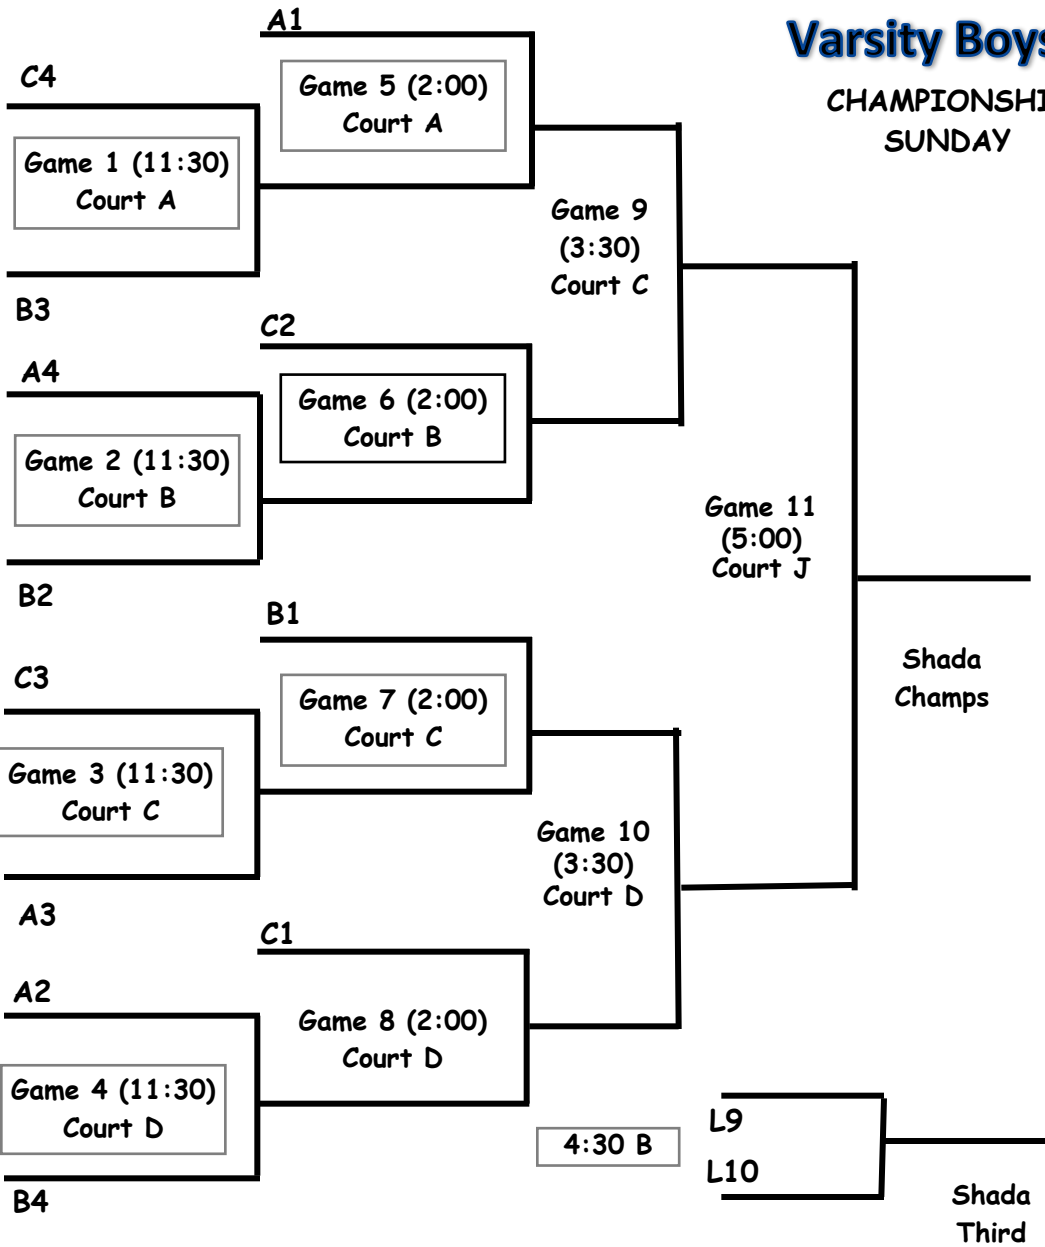 A1
Varsity Boys
CHAMPIONSHI
SUNDAY
C4
Game 5 (2:00)
Court A
Game 1 (11:30)
Court A
Game 9
(3:30)
Court C
B3
C2
A4
Game 6 (2:00)
Court B
Game 2 (11:30)
Court B
Game 11
(5:00)
Court J
B2
B1
C3
Shada
Champs
Game 7 (2:00)
Court C
Game 3 (11:30)
Court C
Game 10
(3:30)
Court D
A3
C1
A2
Game 8 (2:00)
Court D
Game 4 (11:30)
Court D
4:30 B
L9
L10
B4
Shada
Third